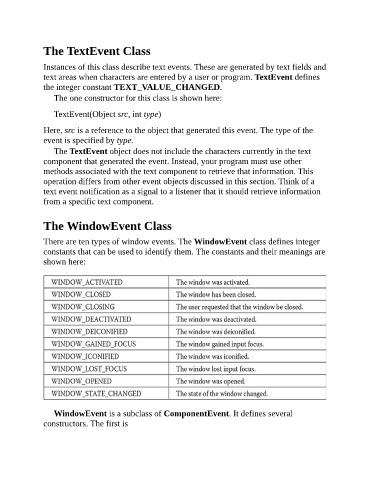 The TextEvent Class
Instances of this class describe text events. These are generated by text fields and
text areas when characters are entered by a user or program. TextEvent defines
the integer constant TEXT_VALUE_CHANGED.
The one constructor for this class is shown here:
TextEvent(Object src, int type)
Here, src is a reference to the object that generated this event. The type of the
event is specified by type.
The TextEvent object does not include the characters currently in the text
component that generated the event. Instead, your program must use other
methods associated with the text component to retrieve that information. This
operation differs from other event objects discussed in this section. Think of a
text event notification as a signal to a listener that it should retrieve information
from a specific text component.
The WindowEvent Class
There are ten types of window events. The WindowEvent class defines integer
constants that can be used to identify them. The constants and their meanings are
shown here:
WINDOW_ACTIVATED The window was activated.
WINDOW_CLOSED The window has been closed.
WINDOW_CLOSING The user requested that the window be closed.
WINDOW_DEACTIVATED The window was deactivated.
WINDOW_DEICONIFIED The window was deiconified.
WINDOW_GAINED_FOCUS The window gained input focus.
WINDOW_ICONIFIED The window was iconified.
WINDOW_LOST_FOCUS The window lost input focus.
WINDOW_OPENED The window was opened.
WINDOW_STATE_CHANGED The state of the window changed.
WindowEvent is a subclass of ComponentEvent. It defines several
constructors. The first is